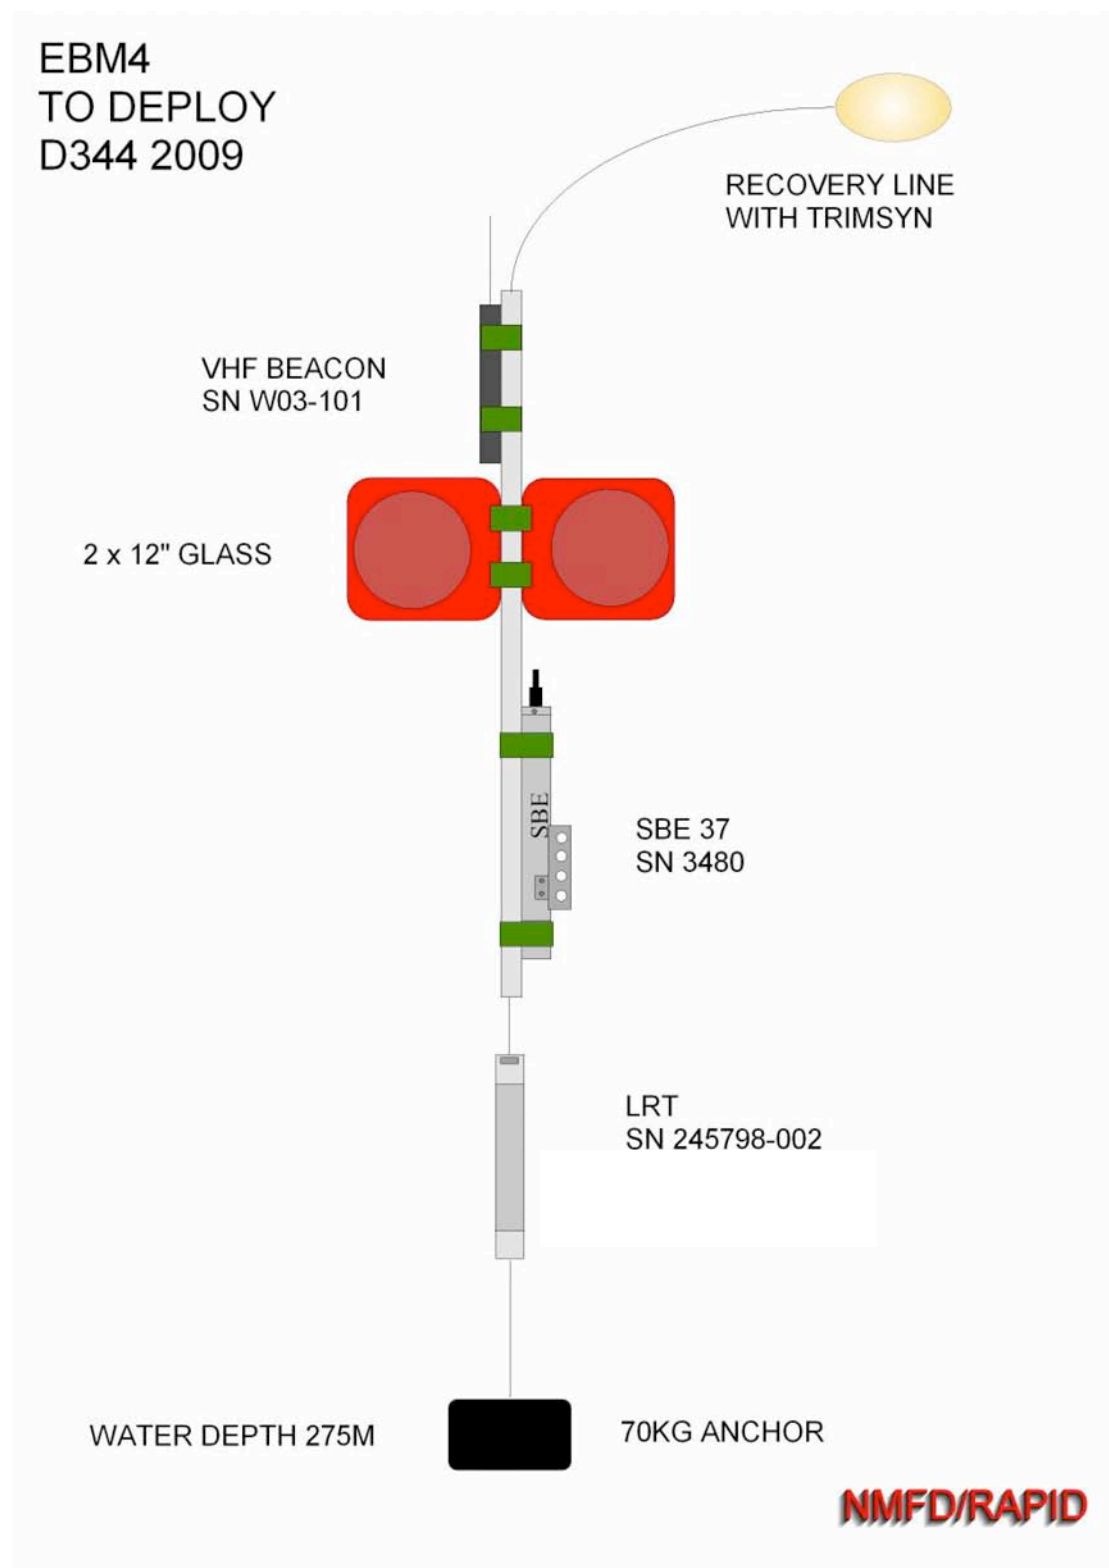 EBM4
TO DEPLOY
D344 2009
RECOVERY LINE
WITH TRIMSYN
VHF BEACON
SN W03-101
2 x 12" GLASS
SBE
SBE 37
SN 3480
LRT
SN 245798-002
WATER DEPTH 275M
70KG ANCHOR
NMFD/RAPID